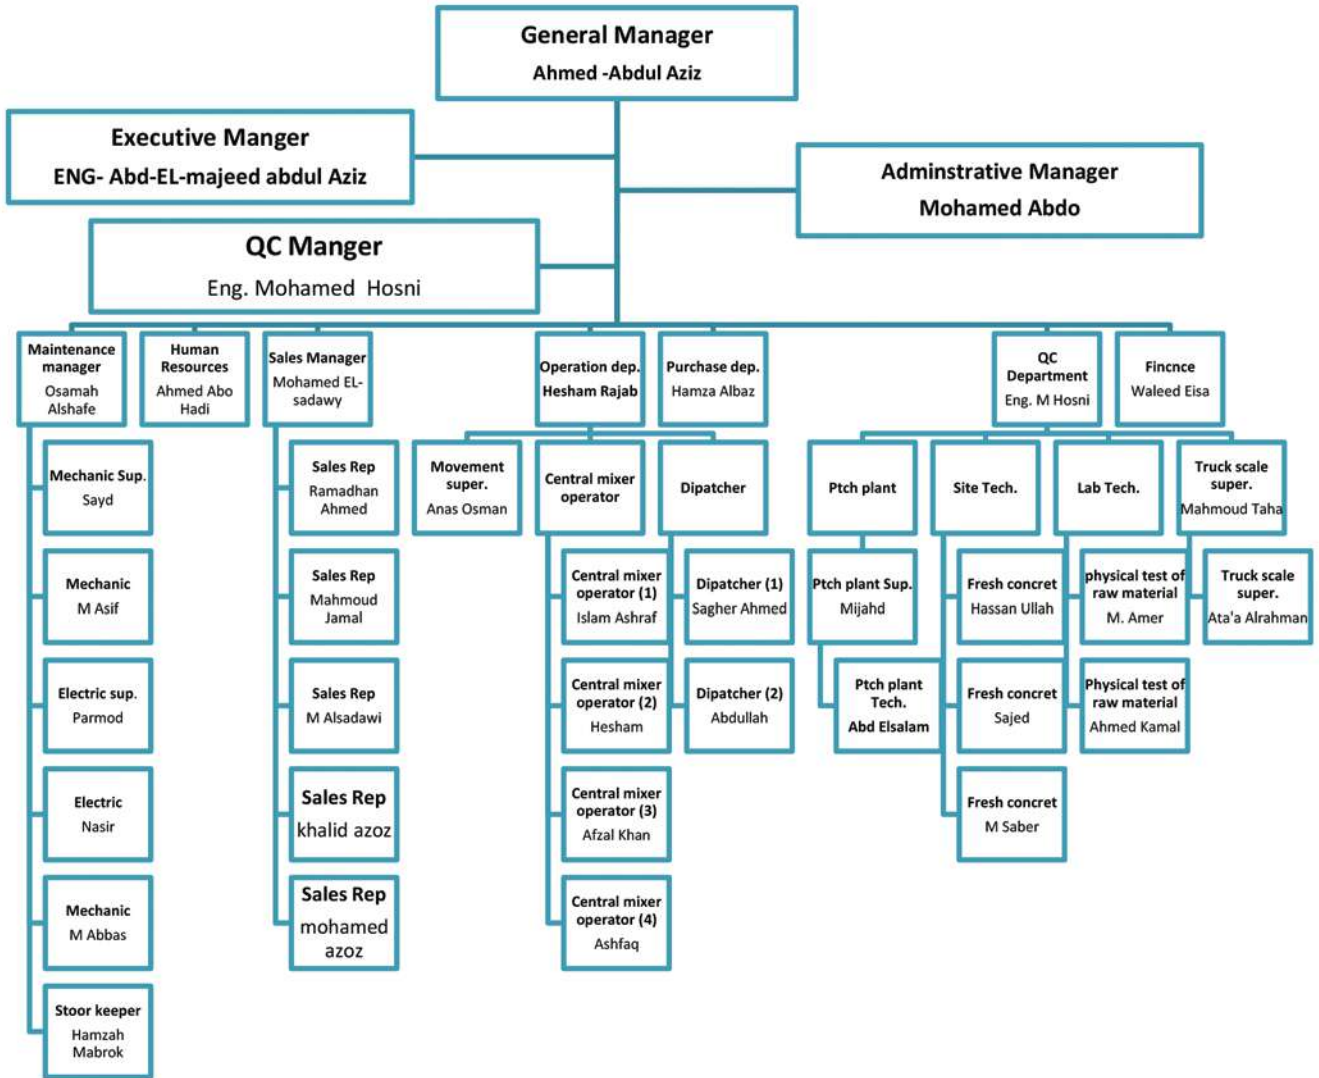 General Manager
Ahmed -Abdul Aziz
Executive Manger
ENG- Abd-EL-majeed abdul Aziz
Adminstrative Manager
Mohamed Abdo
QC Manger
Eng. Mohamed Hosni
Maintenance
manager
Osamah
Alshafe
Human
Resources
Ahmed Abo
Hadi
Sales Manager
Mohamed EL-
sadawy
Operation dep.
Hesham Rajab
Purchase dep.
Hamza Albaz
QC
Department
Eng. M Hosni
Fincnce
Waleed Eisa
Mechanic Sup.
Sayd
Sales Rep
Ramadhan
Ahmed
Movement
super.
Anas Osman
Central mixer
operator
Dipatcher
Ptch plant
Site Tech.
Lab Tech.
Truck scale
super.
Mahmoud Taha
Mechanic
M Asif
Sales Rep
Mahmoud
Jamal
Central mixer
operator (1)
Islam Ashraf
Dipatcher (1)
Sagher Ahmed
Ptch plant Sup.
Mijahd
Fresh concret
Hassan Ullah
physical test of
raw material
M. Amer
Truck scale
super.
Ata'a Alrahman
Electric sup.
Parmod
Sales Rep
M Alsadawi
Central mixer
operator (2)
Hesham
Dipatcher (2)
Abdullah
Ptch plant
Tech.
Abd Elsalam
Fresh concret
Sajed
Physical test of
raw material
Ahmed Kamal
Electric
Nasir
Sales Rep
khalid azoz
Central mixer
operator (3)
Afzal Khan
Fresh concret
M Saber
Mechanic
M Abbas
Sales Rep
mohamed
azoz
Central mixer
operator (4)
Ashfaq
Stoor keeper
Hamzah
Mabrok